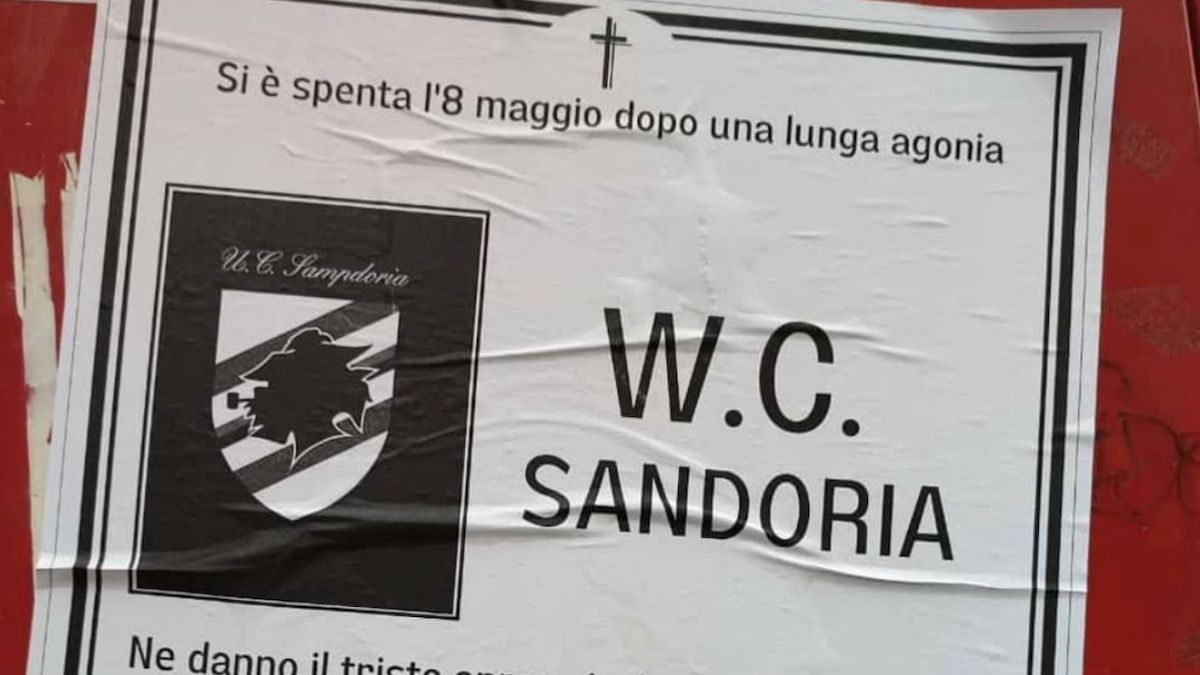 Si è spenta l'8 maggio dopo una lunga agonia
U.C. Sampdoria
W.C.
SANDORIA
Ne danno il triste